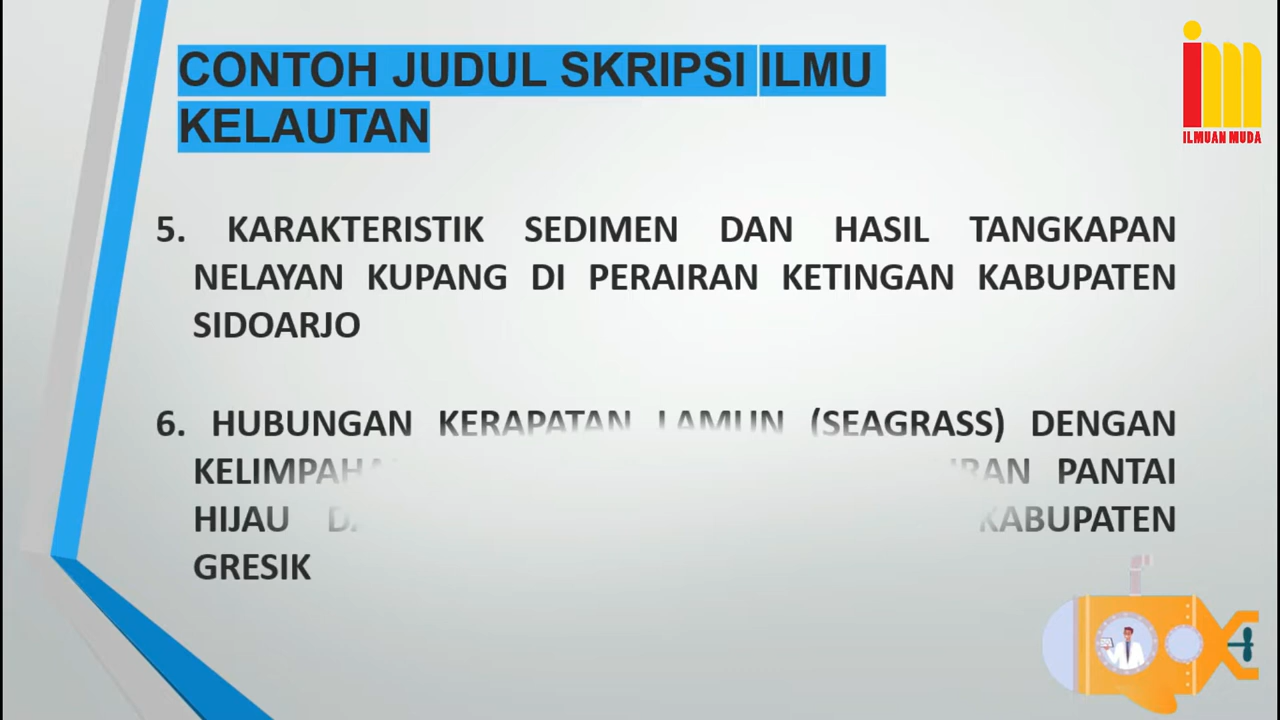 CONTOH JUDUL SKRIPSI ILMU
KELAUTAN
ILMUAN MUDA
5. KARAKTERISTIK SEDIMEN DAN HASIL TANGKAPAN
NELAYAN KUPANG DI PERAIRAN KETINGAN KABUPATEN
SIDOARJO
6. HUBUNGAN KERAPATAN LAMUN (SEAGRASS) DENGAN
PANTAI
HIJAU KABUPATEN
GRESIK